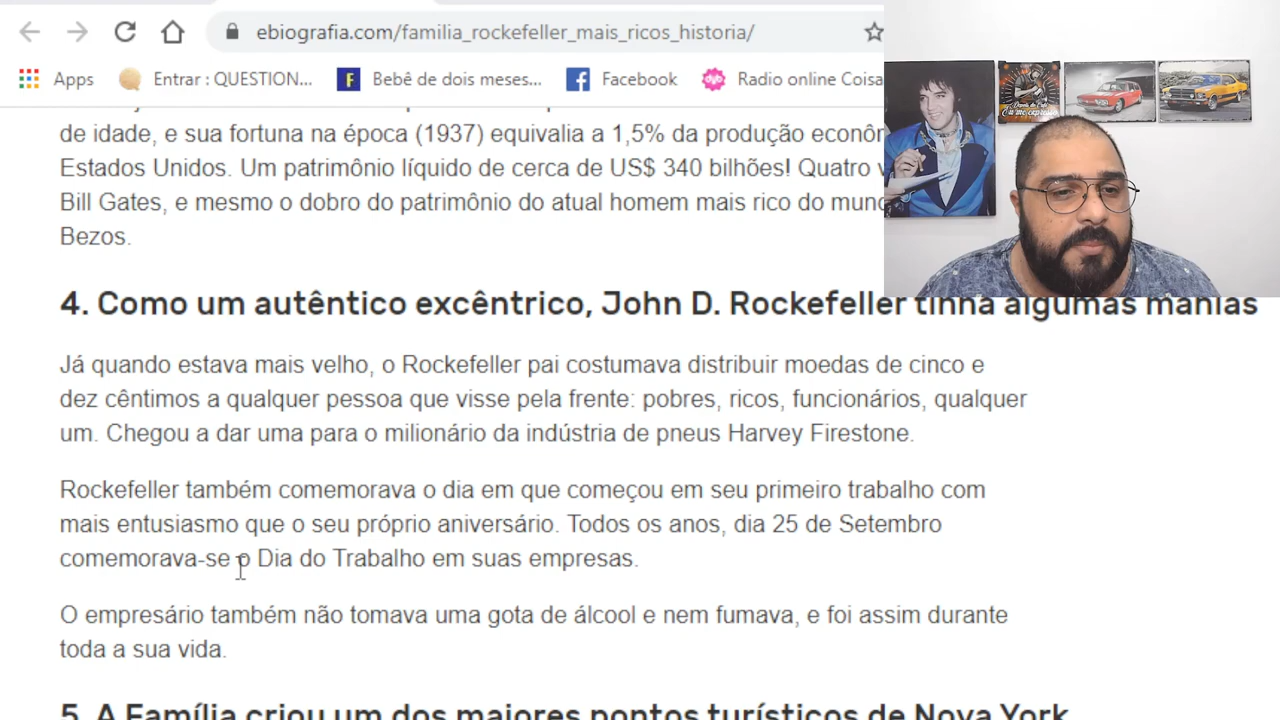 ebiografia.com/familia_rockefeller_mais_ricos_historia/
Apps Entrar : QUESTION... Bebê de dois meses... Facebook Radio online Coisa
de idade, e sua fortuna na época (1937) equivalia a 1,5% da produção econôm
Estados Unidos. Um patrimônio líquido de cerca de US$ 340 bilhões! Quatro v
Bill Gates, e mesmo o dobro do patrimônio do atual homem mais rico do mund
Bezos.
4. Como um autêntico excêntrico, John D. Rockefeller tinha algumas manias
Já quando estava mais velho, o Rockefeller pai costumava distribuir moedas de cinco e
dez cêntimos a qualquer pessoa que visse pela frente: pobres, ricos, funcionários, qualquer
um. Chegou a dar uma para o milionário da indústria de pneus Harvey Firestone.
Rockefeller também comemorava o dia em que começou em seu primeiro trabalho com
mais entusiasmo que o seu próprio aniversário. Todos os anos, dia 25 de Setembro
comemorava-se o Dia do Trabalho em suas empresas.
O empresário também não tomava uma gota de álcool e nem fumava, e foi assim durante
toda a sua vida.
5. A Família criou um dos maiores pontos turísticos de Nova York